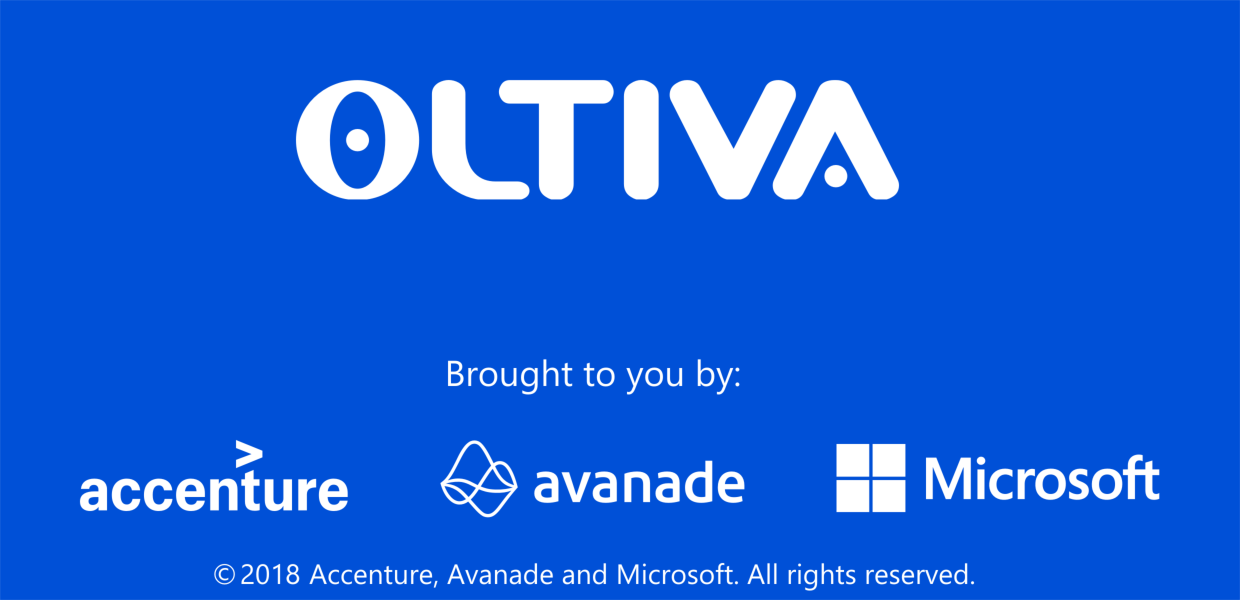 OLTIVA
Brought to you by:
accenture avanade Microsoft
© 2018 Accenture, Avanade and Microsoft. All rights reserved.